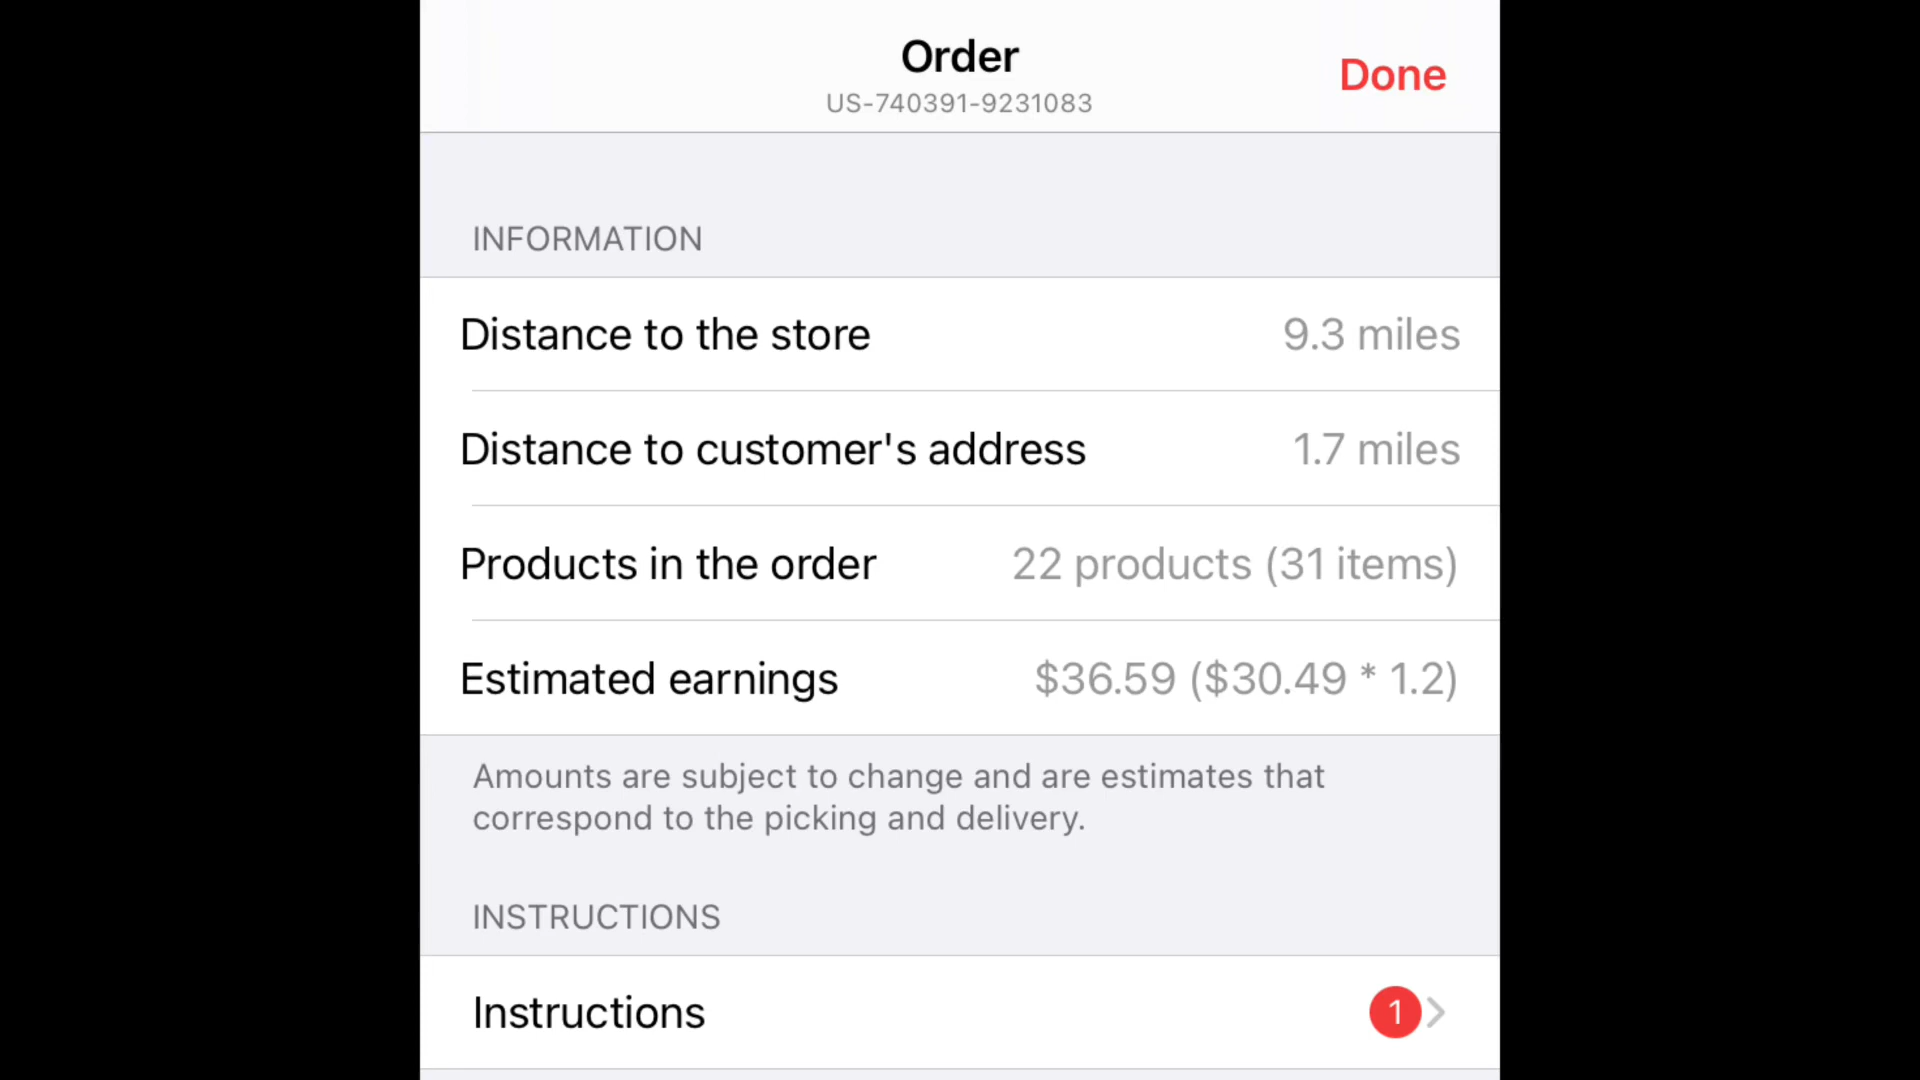 Order
Done
US-740391-9231083
INFORMATION
Distance to the store 9.3 miles
Distance to customer's address 1.7 miles
Products in the order 22 products (31 items)
Estimated earnings $36.59 ($30.49 * 1.2)
Amounts are subject to change and are estimates that
correspond to the picking and delivery.
INSTRUCTIONS
Instructions 1